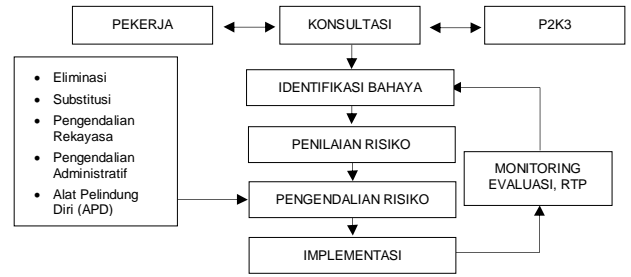 PEKERJA
KONSULTASI
P2K3
• Eliminasi
• Substitusi
• Pengendalian
Rekayasa
• Pengendalian
Administratif
• Alat Pelindung
Diri (APD)
IDENTIFIKASI BAHAYA
PENILAIAN RISIKO
PENGENDALIAN RISIKO
IMPLEMENTASI
MONITORING
EVALUASI, RTP